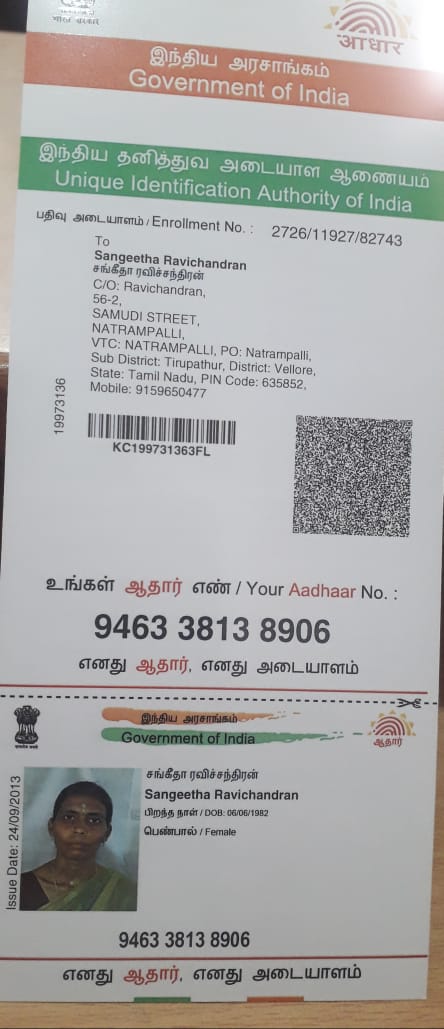 भारत सरकार
आधार
இந்திய அரசாங்கம்
Government of India
இந்திய தனித்துவ அடையாள ஆணையம்
Unique Identification Authority of India
பதிவு அடையாளம் / Enrollment No. : 2726/11927/82743
To
Sangeetha Ravichandran
சங்கீதா ரவிச்சந்திரன்
C/O: Ravichandran,
56-2,
SAMUDI STREET,
NATRAMPALLI,
VTC: NATRAMPALLI, PO: Natrampalli,
Sub District: Tirupathur, District: Vellore,
State: Tamil Nadu, PIN Code: 635852,
Mobile: 9159650477
19973136
KC199731363FL
உங்கள் ஆதார் எண் / Your Aadhaar No. :
9463 3813 8906
எனது ஆதார், எனது அடையாளம்
இந்திய அரசாங்கம்
Government of India
ஆதார்
Issue Date: 24/09/2013
சங்கீதா ரவிச்சந்திரன்
Sangeetha Ravichandran
பிறந்த நாள் / DOB: 06/06/1982
பெண்பால் / Female
9463 3813 8906
எனது ஆதார், எனது அடையாளம்